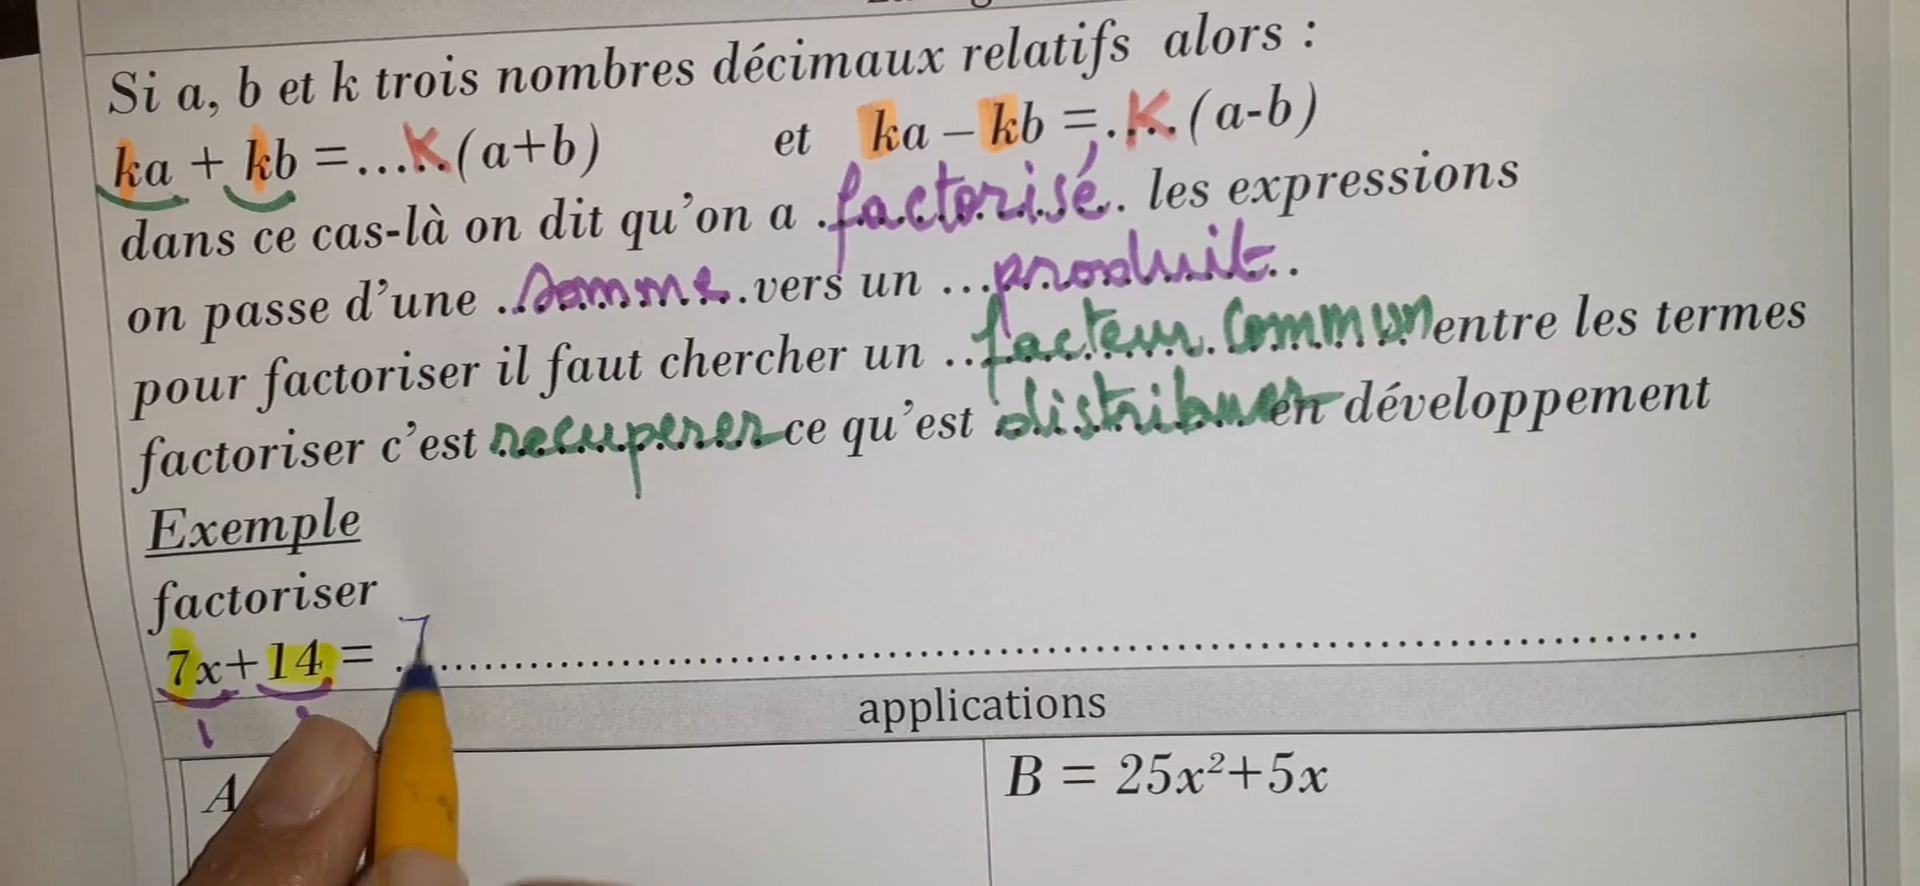 Si a, b et k trois nombres décimaux relatifs alors :
ka + kb =...K..(a+b) et ka – kb =.K..(a-b)
dans ce cas-là on dit qu'on a .factorisé. les expressions
on passe d'une ..somme..vers un ...produit..
pour factoriser il faut chercher un ..facteur commun entre les termes
factoriser c'est recuperer ce qu'est distribuer en développement
Exemple
factoriser
7x+14= 7......................................................
applications
A
B = 25x²+5x